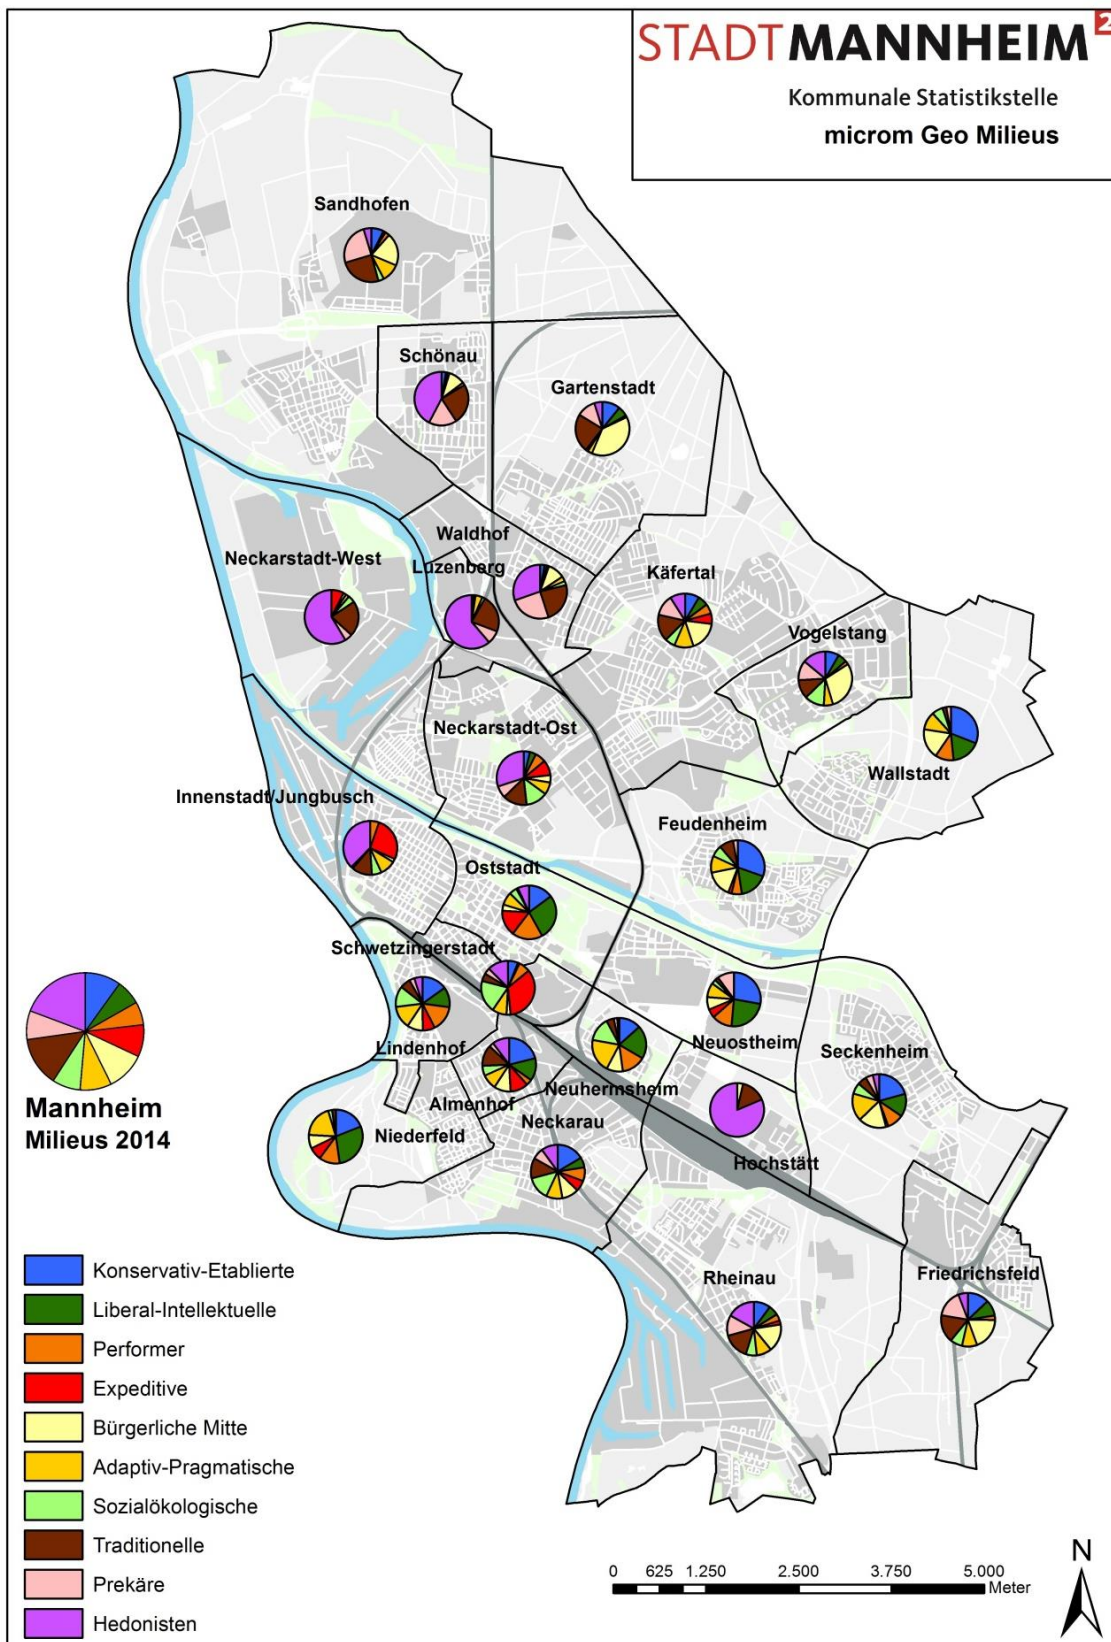 STADTMANNHEIM 2
Kommunale Statistikstelle
microm Geo Milieus
Sandhofen
Schönau
Gartenstadt
Waldhof
Neckarstadt-West
Luzenberg
Käfertal
Vogelstang
Neckarstadt-Ost
Wallstadt
Innenstadt/Jungbusch
Feudenheim
Oststadt
Schwetzingerstadt
Lindenhof
Neuostheim
Seckenheim
Almenhof
Neuhermsheim
Neckarau
Niederfeld
Hochstätt
Rheinau
Friedrichsfeld
Mannheim
Milieus 2014
Konservativ-Etablierte
Liberal-Intellektuelle
Performer
Expeditive
Bürgerliche Mitte
Adaptiv-Pragmatische
Sozialökologische
Traditionelle
Prekäre
Hedonisten
0 625 1.250 2.500 3.750 5.000
Meter
N